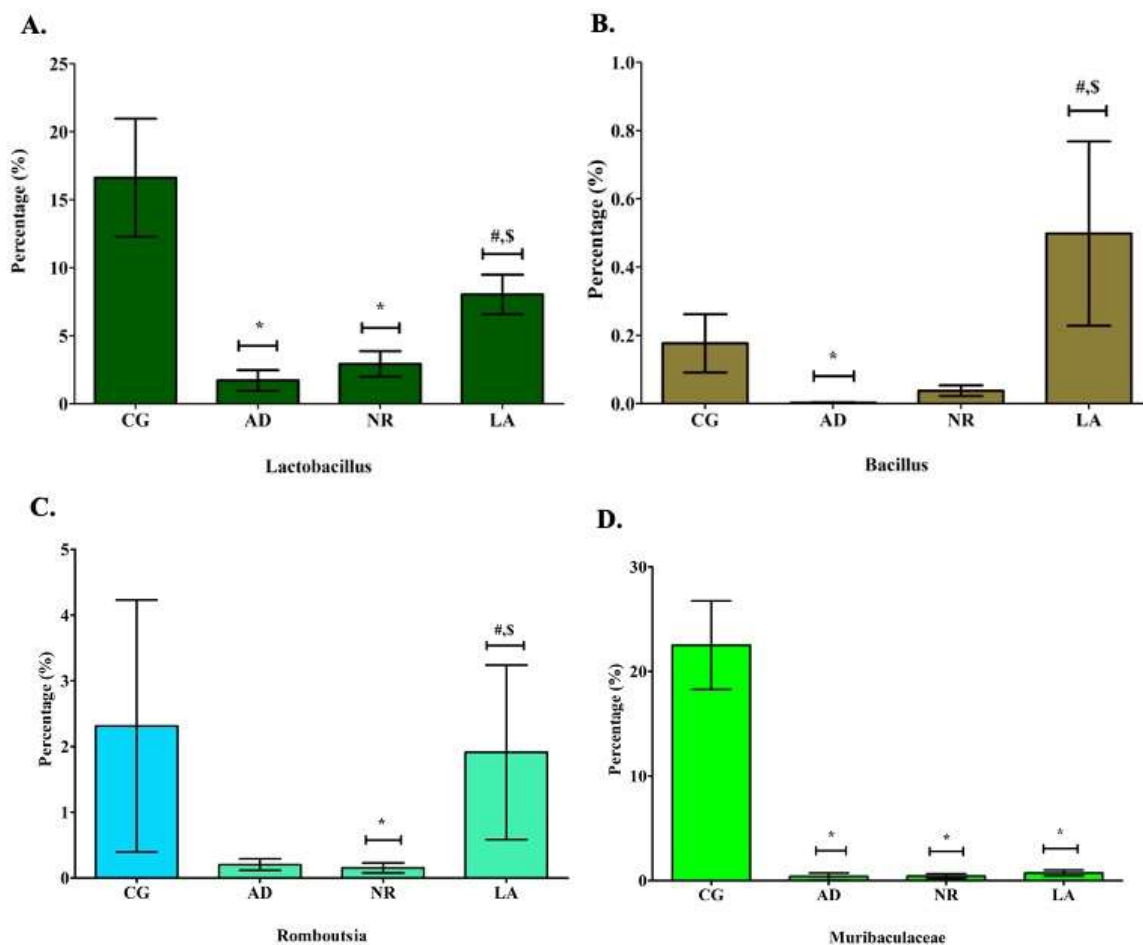 A.
25
20
15
10
5
0
Percentage (%)
*
*
#,$
CG AD NR LA
Lactobacillus
B.
1.0
0.8
0.6
0.4
0.2
0.0
Percentage (%)
*
#,$
CG AD NR LA
Bacillus
C.
5
4
3
2
1
0
Percentage (%)
*
#,$
CG AD NR LA
Romboutsia
D.
30
20
10
0
Percentage (%)
*
*
*
CG AD NR LA
Muribaculaceae